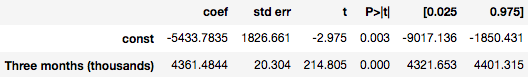 coef std err t P>|t| [0.025 0.975]
const -5433.7835 1826.661 -2.975 0.003 -9017.136 -1850.431
Three months (thousands) 4361.4844 20.304 214.805 0.000 4321.653 4401.315